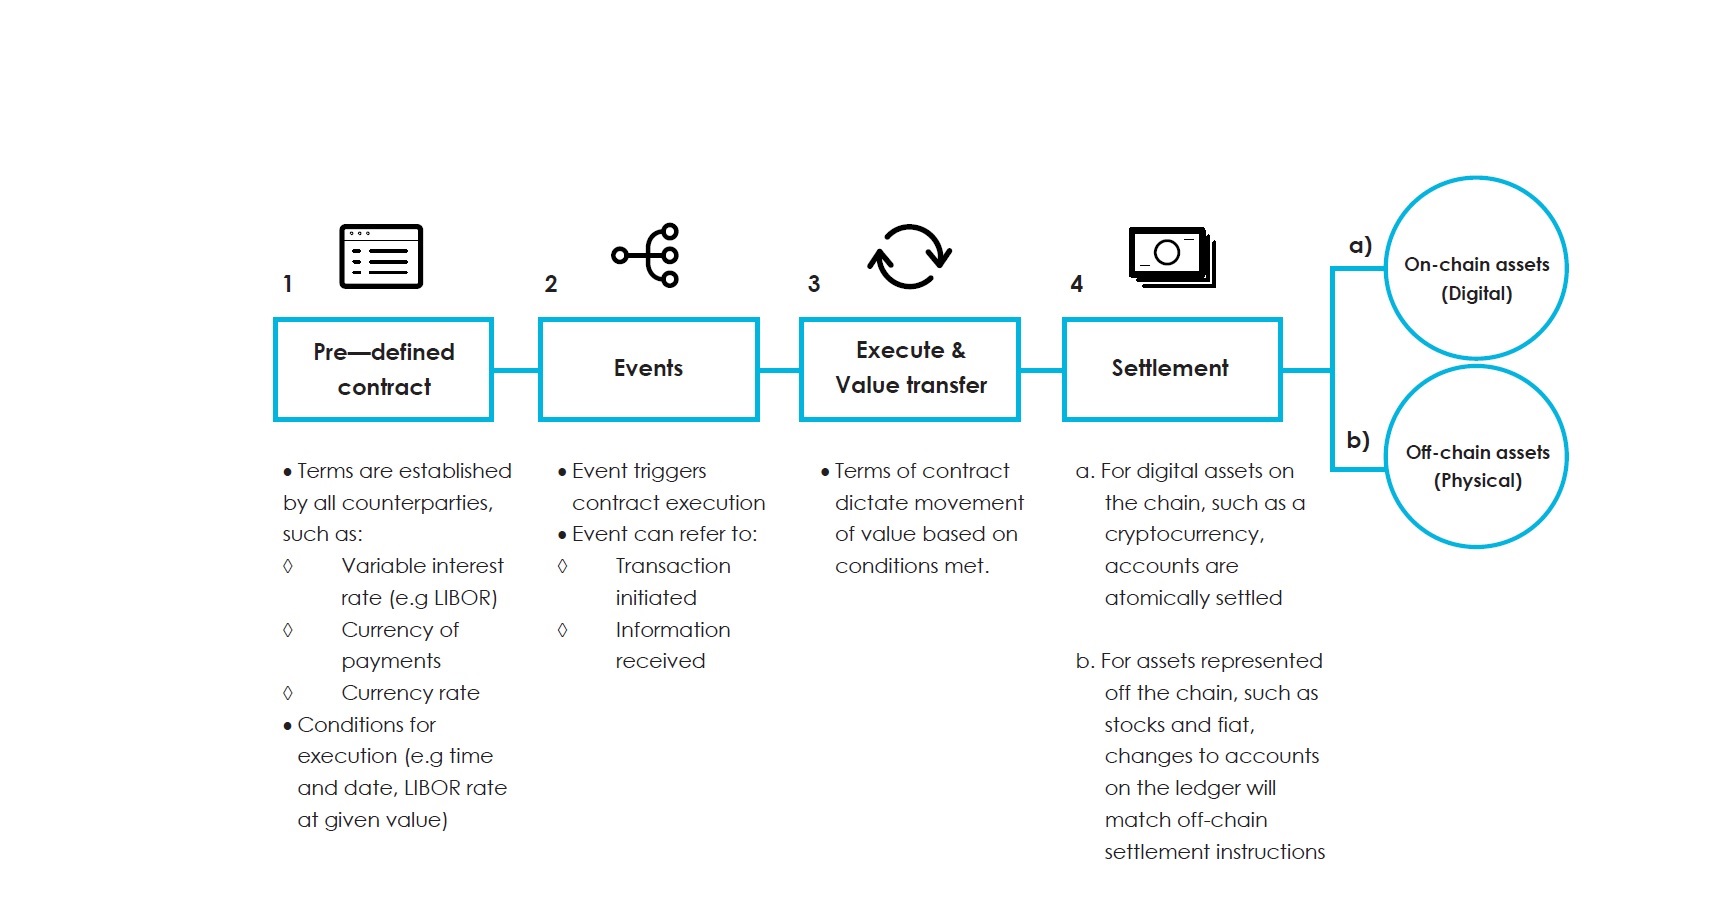 1
Pre—defined
contract
• Terms are established
by all counterparties,
such as:
◊ Variable interest
rate (e.g LIBOR)
◊ Currency of
payments
◊ Currency rate
• Conditions for
execution (e.g time
and date, LIBOR rate
at given value)
2
Events
• Event triggers
contract execution
• Event can refer to:
◊ Transaction
initiated
◊ Information
received
3
Execute &
Value transfer
• Terms of contract
dictate movement
of value based on
conditions met.
4
Settlement
a. For digital assets on
the chain, such as a
cryptocurrency,
accounts are
atomically settled
b. For assets represented
off the chain, such as
stocks and fiat,
changes to accounts
on the ledger will
match off-chain
settlement instructions
a)
On-chain assets
(Digital)
b)
Off-chain assets
(Physical)